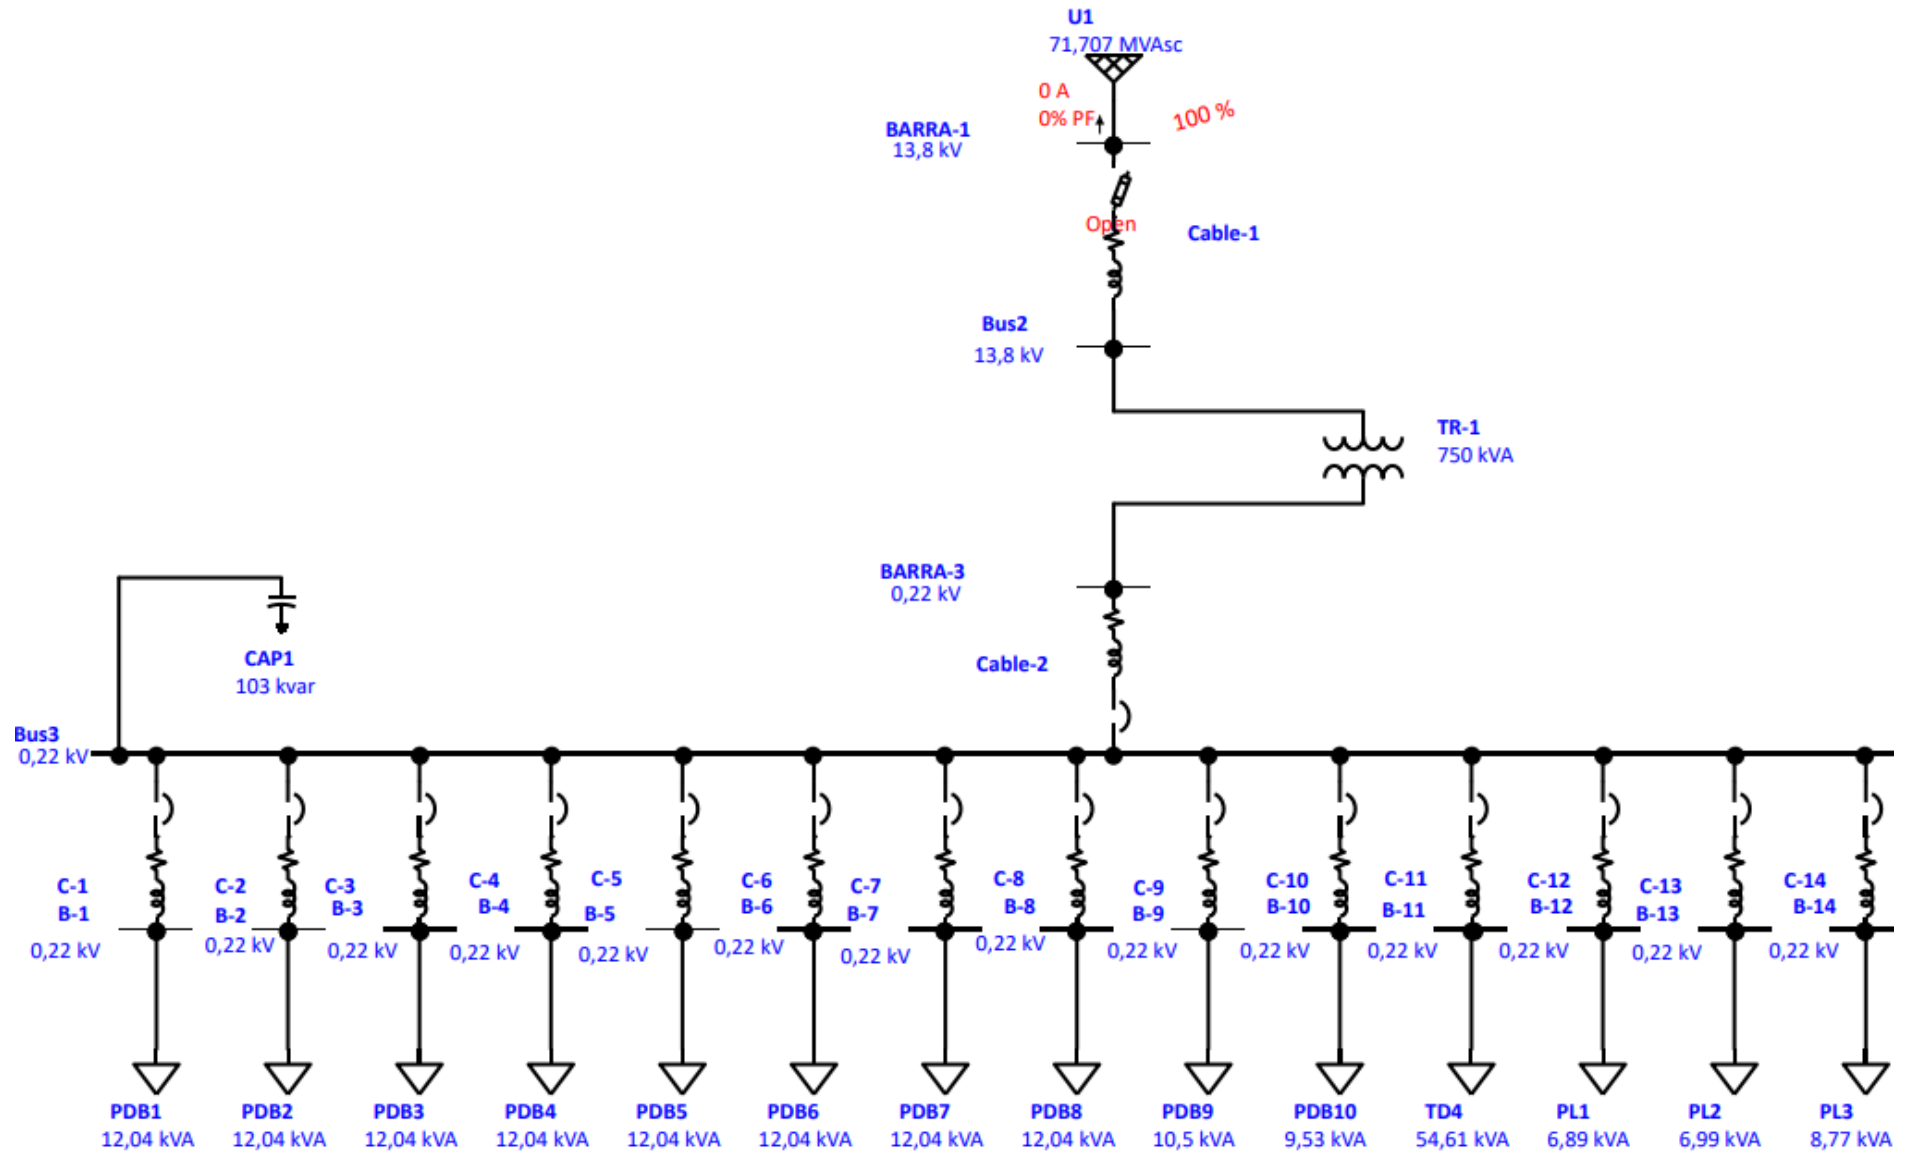 U1
71,707 MVAsc
0 A
0% PF
100 %
BARRA-1
13,8 kV
Open
Cable-1
Bus2
13,8 kV
TR-1
750 kVA
BARRA-3
0,22 kV
Cable-2
CAP1
103 kvar
Bus3
0,22 kV
C-1
B-1
0,22 kV
C-2
B-2
0,22 kV
C-3
B-3
0,22 kV
C-4
B-4
0,22 kV
C-5
B-5
0,22 kV
C-6
B-6
0,22 kV
C-7
B-7
0,22 kV
C-8
B-8
0,22 kV
C-9
B-9
0,22 kV
C-10
B-10
0,22 kV
C-11
B-11
0,22 kV
C-12
B-12
0,22 kV
C-13
B-13
0,22 kV
C-14
B-14
0,22 kV
PDB1
12,04 kVA
PDB2
12,04 kVA
PDB3
12,04 kVA
PDB4
12,04 kVA
PDB5
12,04 kVA
PDB6
12,04 kVA
PDB7
12,04 kVA
PDB8
12,04 kVA
PDB9
10,5 kVA
PDB10
9,53 kVA
TD4
54,61 kVA
PL1
6,89 kVA
PL2
6,99 kVA
PL3
8,77 kVA